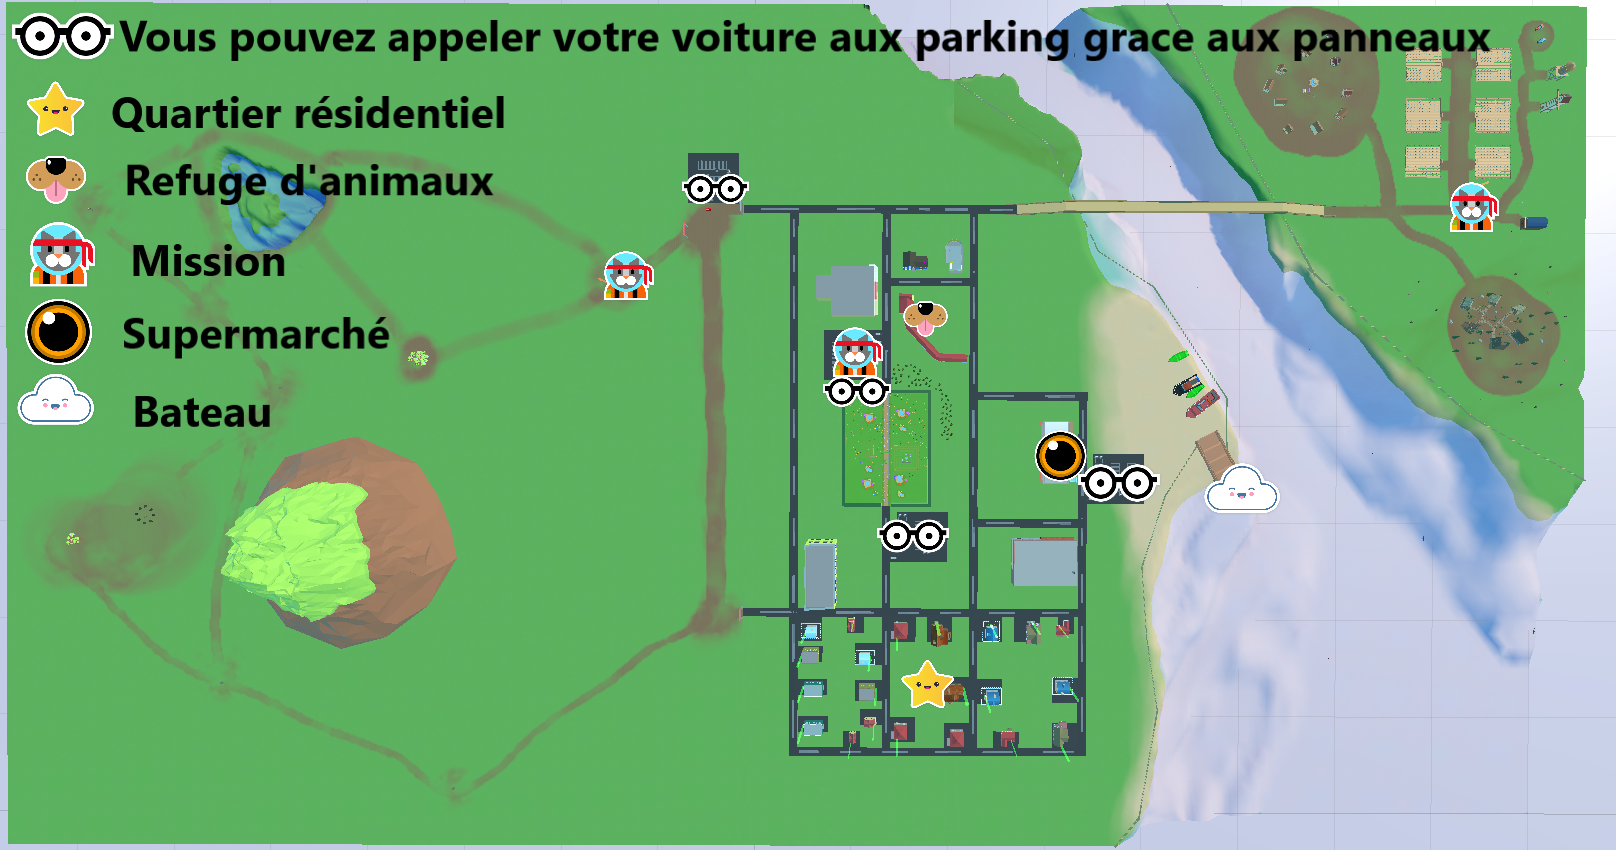 Vous pouvez appeler votre voiture aux parking grace aux panneaux
Quartier résidentiel
Refuge d'animaux
Mission
Supermarché
Bateau